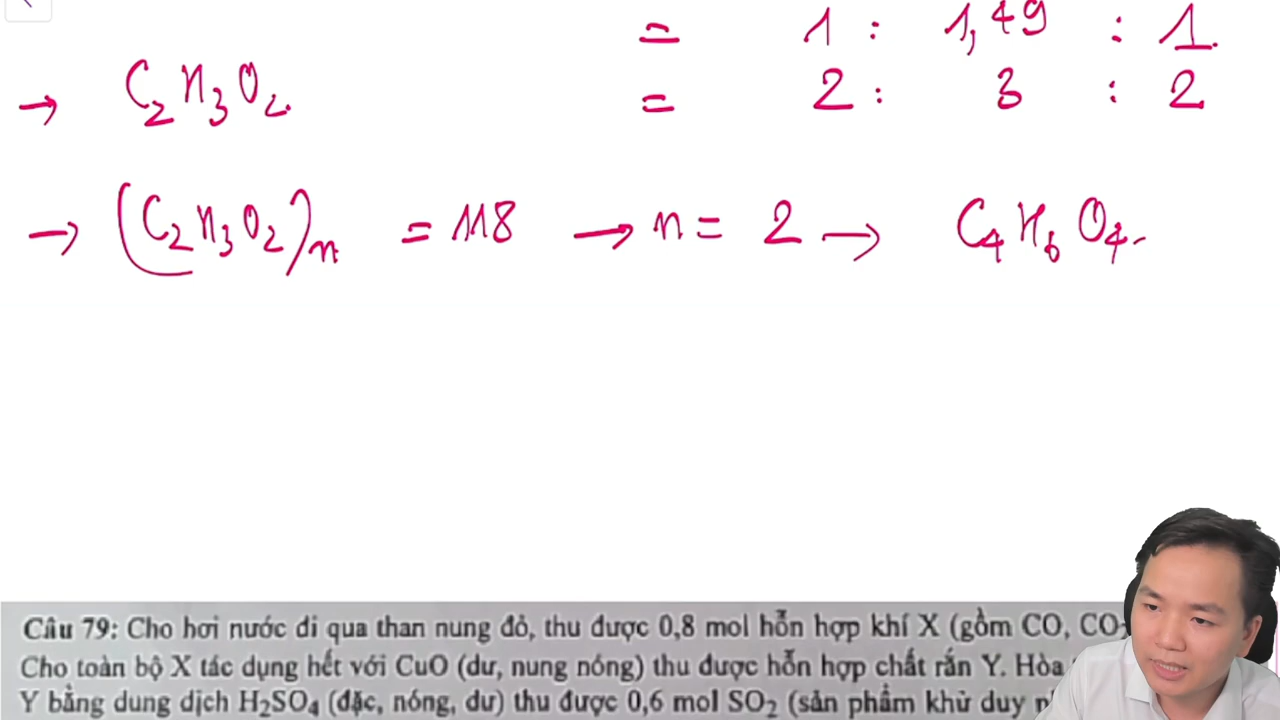 = 1 : 1,49 : 1.
→ C₂H₃O₂. = 2 : 3 : 2
→ (C₂H₃O₂)ₙ = 118 → n = 2 → C₄H₆O₄.
Câu 79: Cho hơi nước đi qua than nung đỏ, thu được 0,8 mol hỗn hợp khí X (gồm CO,
Cho toàn bộ X tác dụng hết với CuO (dư, nung nóng) thu được hỗn hợp chất rắn Y. Hòa
Y bằng dung dịch H₂SO₄ (đặc, nóng, dư) thu được 0,6 mol SO₂ (sản phẩm khử duy